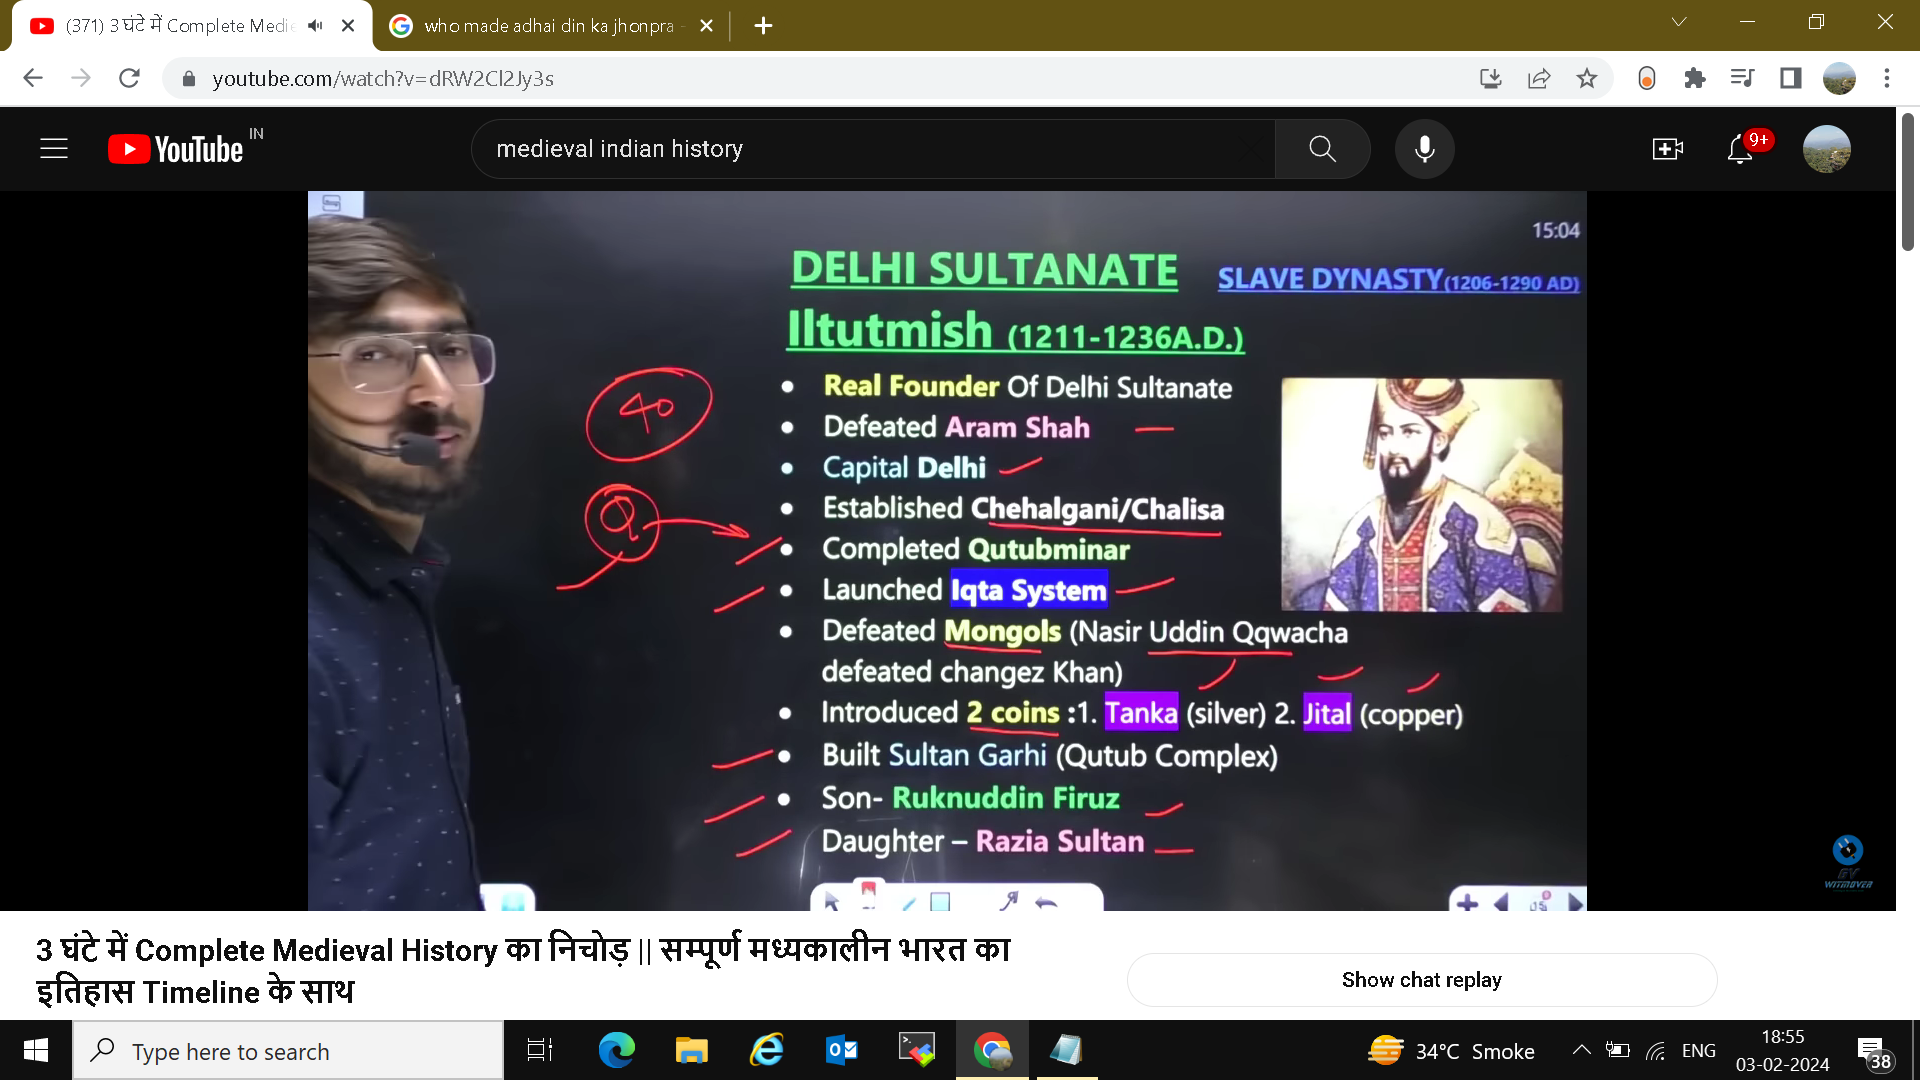 (371) 3 घंटे में Complete Medie
who made adhai din ka jhonpra -
youtube.com/watch?v=dRW2Cl2Jy3s
YouTube IN
medieval indian history
9+
15:04
DELHI SULTANATE
SLAVE DYNASTY(1206-1290 AD)
Iltutmish (1211-1236A.D.)
40
• Real Founder Of Delhi Sultanate
• Defeated Aram Shah
• Capital Delhi
• Established Chehalgani/Chalisa
Q
• Completed Qutubminar
• Launched Iqta System
• Defeated Mongols (Nasir Uddin Qqwacha
defeated changez Khan)
• Introduced 2 coins :1. Tanka (silver) 2. Jital (copper)
• Built Sultan Garhi (Qutub Complex)
• Son- Ruknuddin Firuz
Daughter – Razia Sultan
GV
WITMOVER
3 घंटे में Complete Medieval History का निचोड़ || सम्पूर्ण मध्यकालीन भारत का
इतिहास Timeline के साथ
Show chat replay
Type here to search
34°C Smoke
ENG
18:55
03-02-2024
38